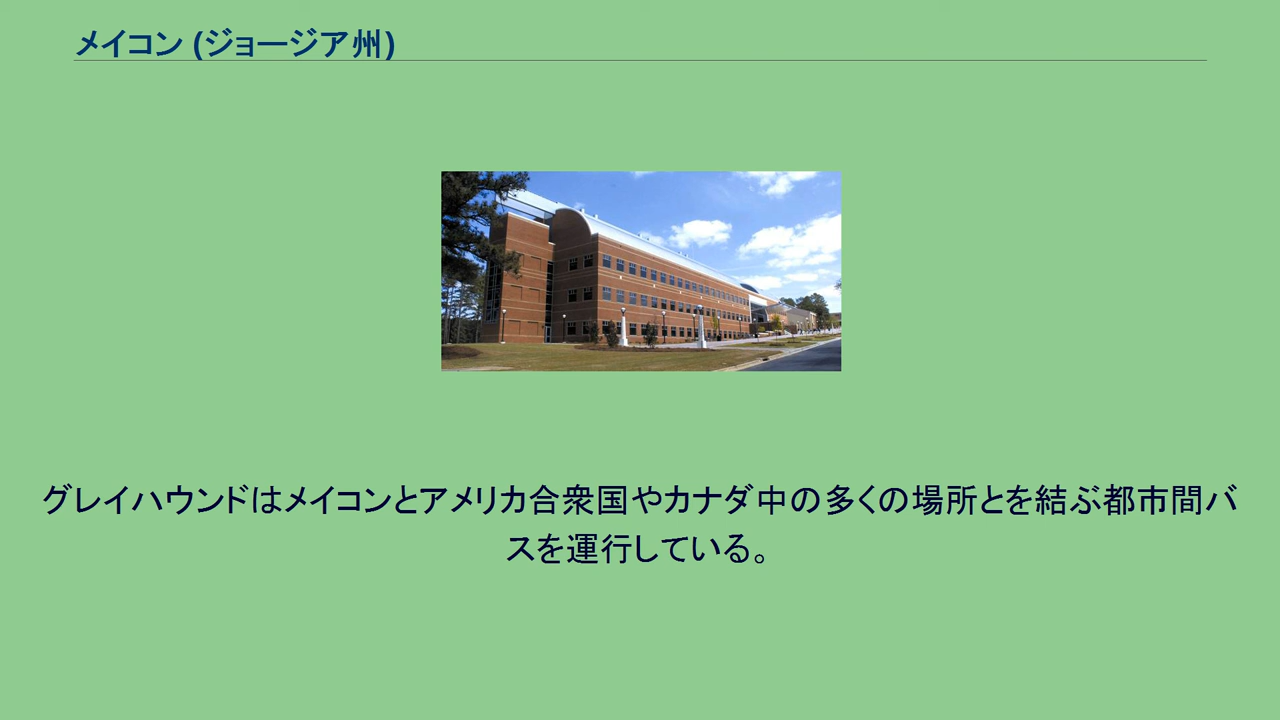 メイコン (ジョージア州)
グレイハウンドはメイコンとアメリカ合衆国やカナダ中の多くの場所とを結ぶ都市間バ
スを運行している。